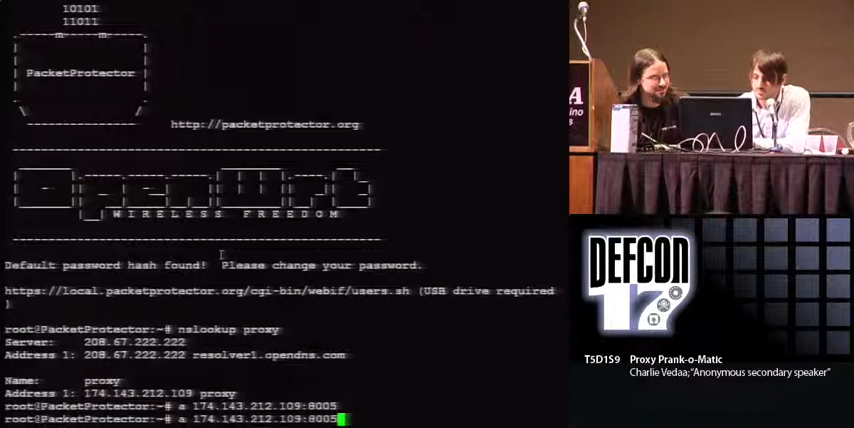 10101
11011
m m
PacketProtector
http://packetprotector.org
OpenWrt
W I R E L E S S   F R E E D O M
Default password hash found!  Please change your password.
https://local.packetprotector.org/cgi-bin/webif/users.sh (USB drive required
)
root@PacketProtector:~# nslookup proxy
Server:    208.67.222.222
Address 1: 208.67.222.222 resolver1.opendns.com
Name:      proxy
Address 1: 174.143.212.109 proxy
root@PacketProtector:~# a 174.143.212.109:8005
root@PacketProtector:~# a 174.143.212.109:8005
A
ino
s
DEFCON
17
T5D1S9 Proxy Prank-o-Matic
Charlie Vedaa; "Anonymous secondary speaker"